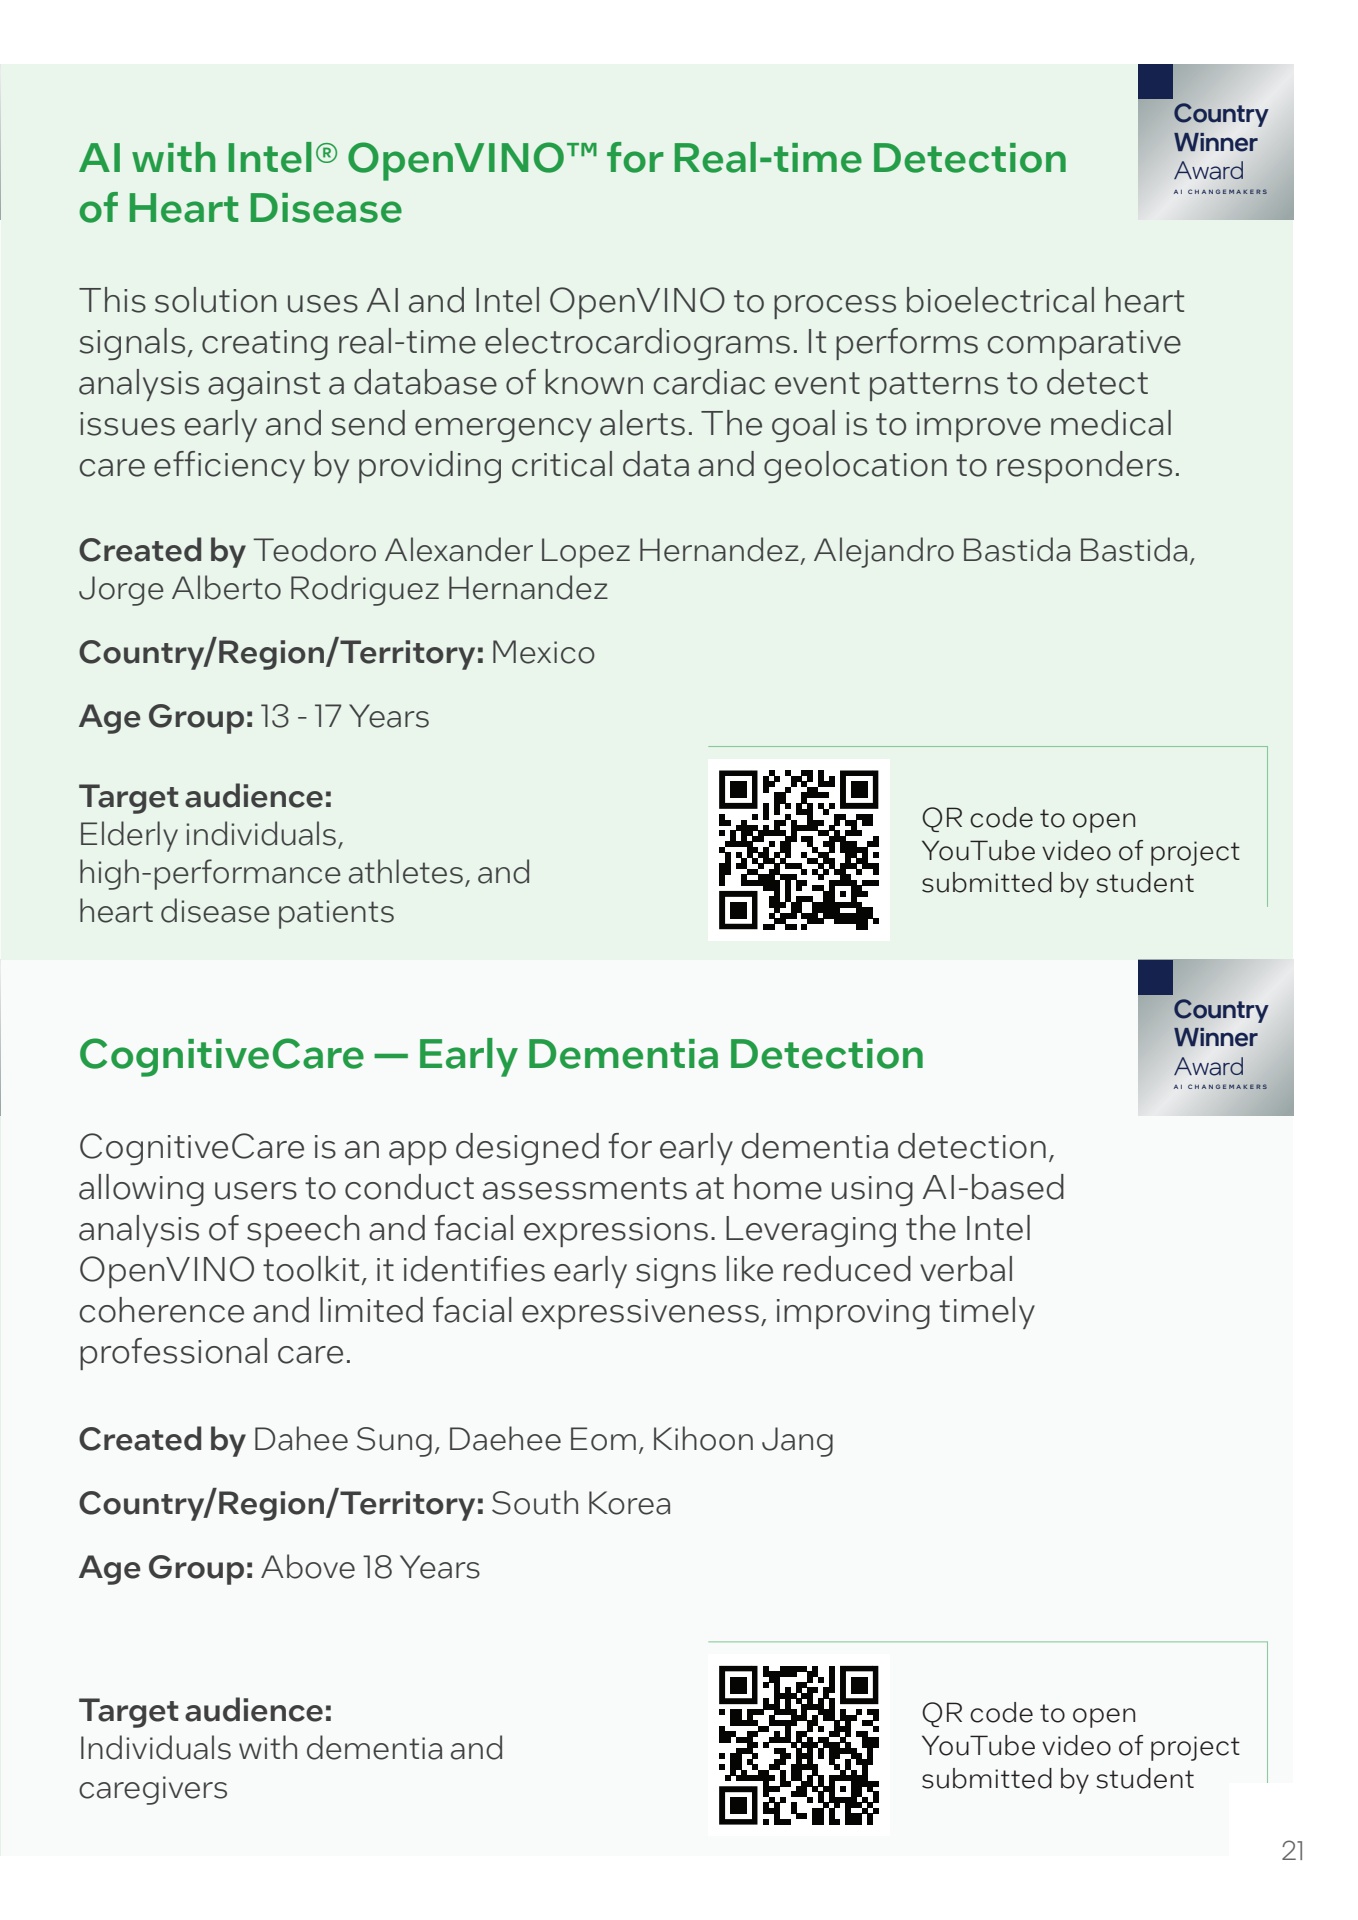 Country
Winner
Award
AI CHANGEMAKERS
AI with Intel® OpenVINO™ for Real-time Detection
of Heart Disease
This solution uses AI and Intel OpenVINO to process bioelectrical heart
signals, creating real-time electrocardiograms. It performs comparative
analysis against a database of known cardiac event patterns to detect
issues early and send emergency alerts. The goal is to improve medical
care efficiency by providing critical data and geolocation to responders.
Created by Teodoro Alexander Lopez Hernandez, Alejandro Bastida Bastida,
Jorge Alberto Rodriguez Hernandez
Country/Region/Territory: Mexico
Age Group: 13 - 17 Years
Target audience:
Elderly individuals,
high-performance athletes, and
heart disease patients
QR code to open
YouTube video of project
submitted by student
Country
Winner
Award
AI CHANGEMAKERS
CognitiveCare — Early Dementia Detection
CognitiveCare is an app designed for early dementia detection,
allowing users to conduct assessments at home using AI-based
analysis of speech and facial expressions. Leveraging the Intel
OpenVINO toolkit, it identifies early signs like reduced verbal
coherence and limited facial expressiveness, improving timely
professional care.
Created by Dahee Sung, Daehee Eom, Kihoon Jang
Country/Region/Territory: South Korea
Age Group: Above 18 Years
Target audience:
Individuals with dementia and
caregivers
QR code to open
YouTube video of project
submitted by student
21